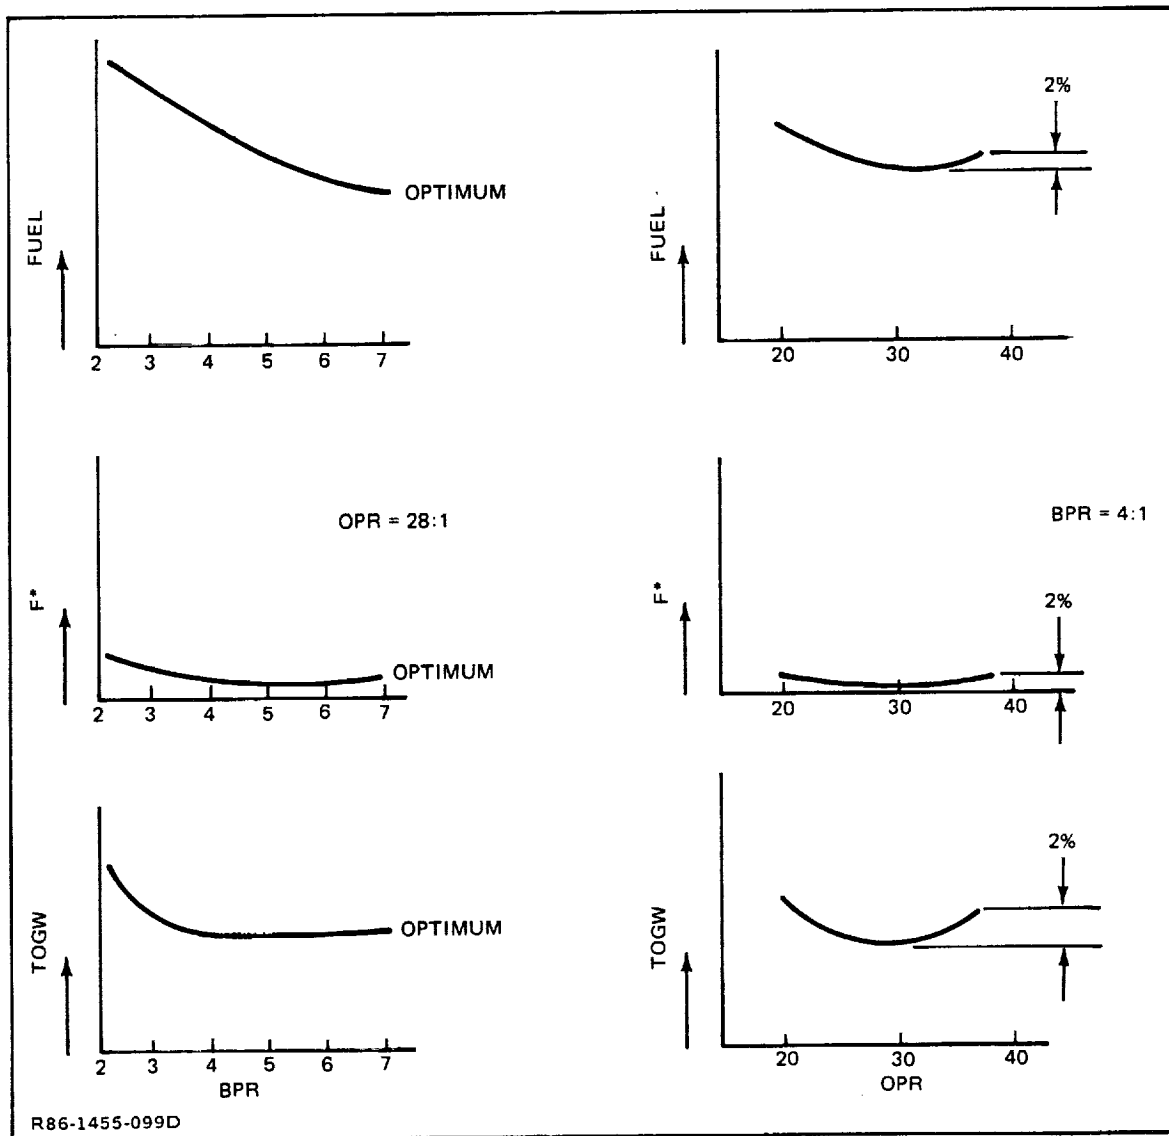 FUEL
OPTIMUM
2 3 4 5 6 7
FUEL
2%
20 30 40
F*
OPR = 28:1
OPTIMUM
2 3 4 5 6 7
F*
BPR = 4:1
2%
20 30 40
TOGW
OPTIMUM
2 3 4 5 6 7
BPR
TOGW
2%
20 30 40
OPR
R86-1455-099D